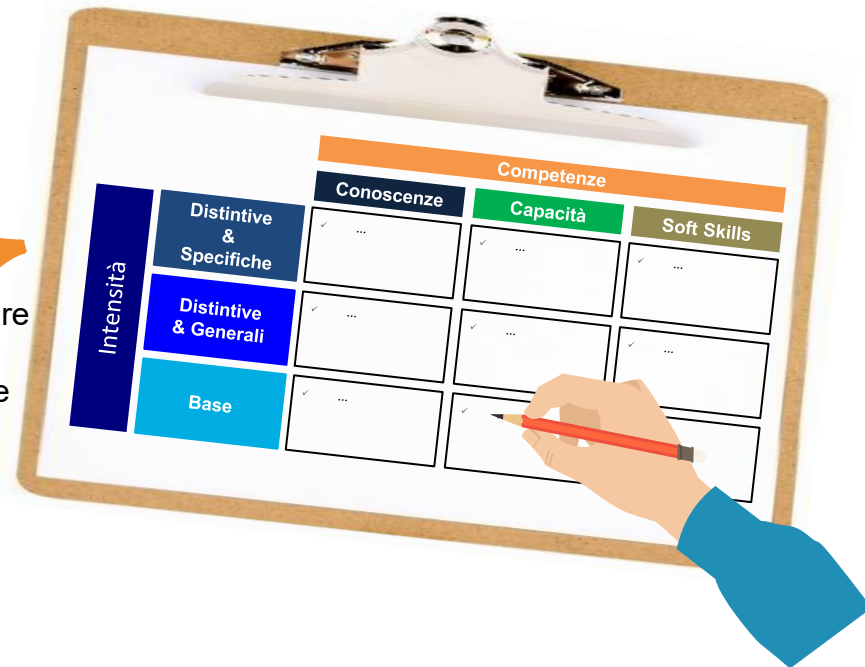 Competenze
Conoscenze
Capacità
Soft Skills
Intensità
Distintive
&
Specifiche
✓ ...
✓ ...
✓ ...
re
Distintive
& Generali
✓ ...
✓ ...
✓ ...
e
Base
✓ ...
✓